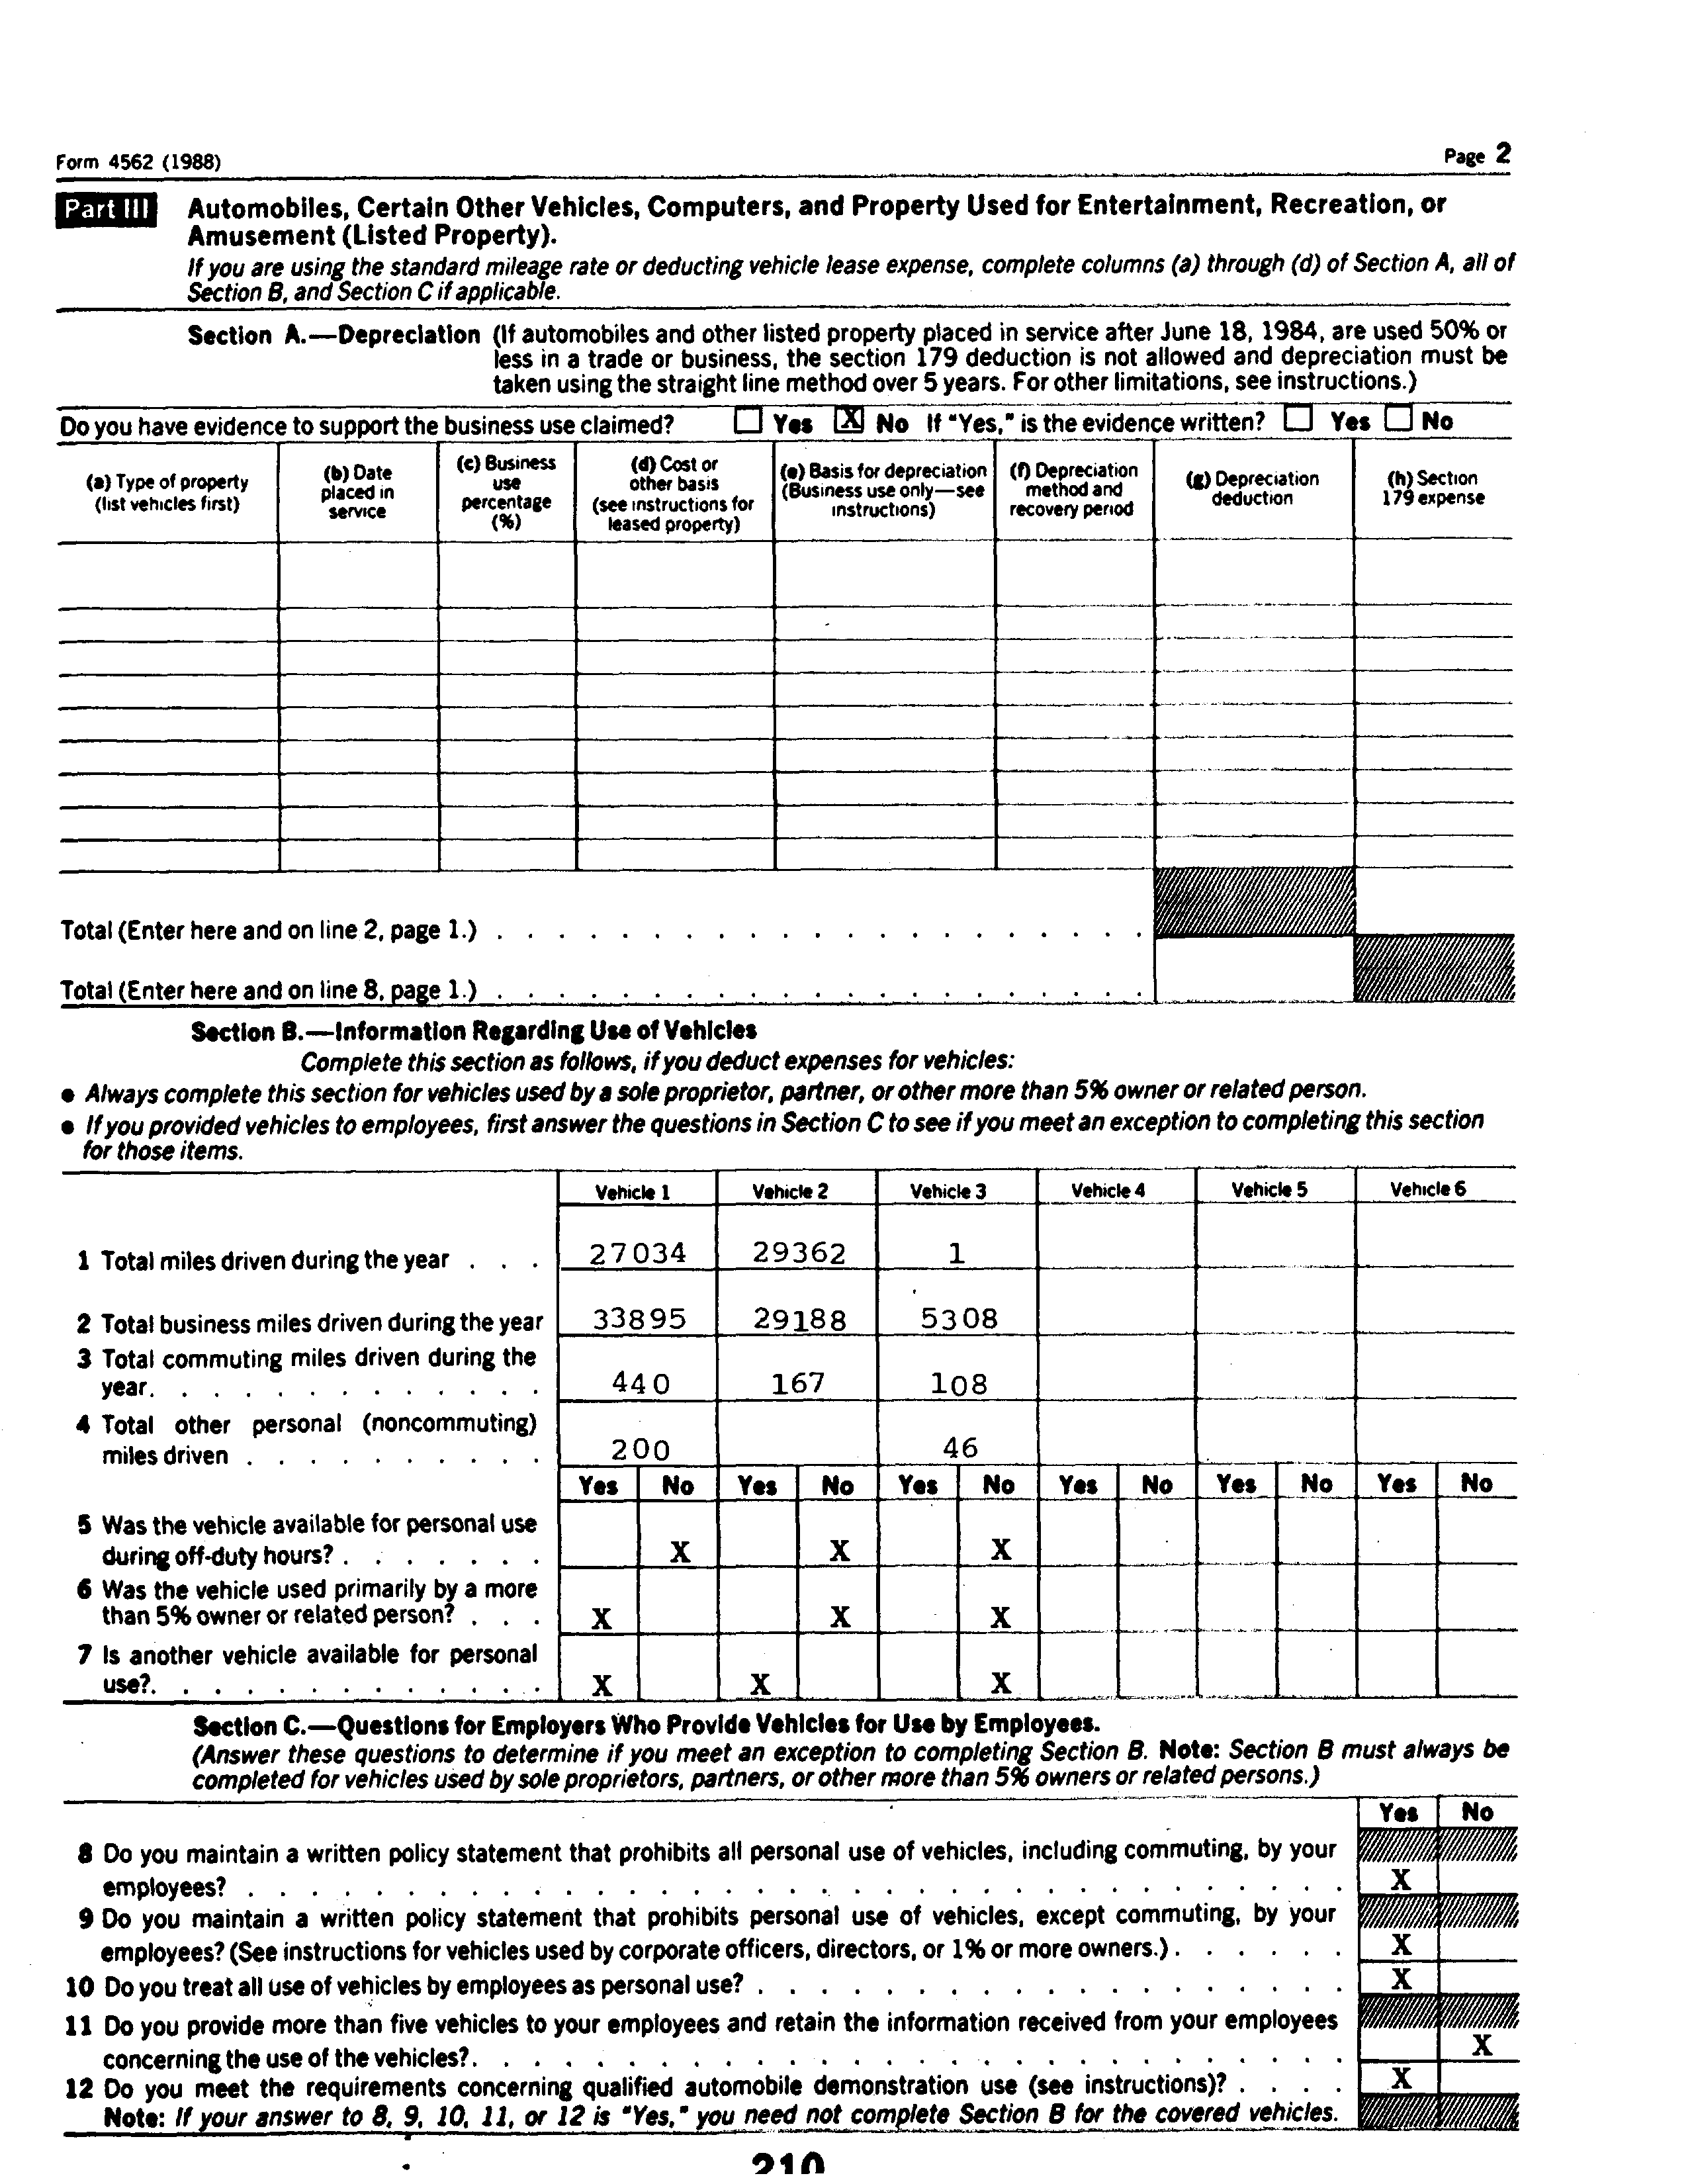 Form 4562 (1988)
Page 2
Part III Automobiles, Certain Other Vehicles, Computers, and Property Used for Entertainment, Recreation, or
Amusement (Listed Property).
If you are using the standard mileage rate or deducting vehicle lease expense, complete columns (a) through (d) of Section A, all of
Section B, and Section C if applicable.
Section A.—Depreciation (If automobiles and other listed property placed in service after June 18, 1984, are used 50% or
less in a trade or business, the section 179 deduction is not allowed and depreciation must be
taken using the straight line method over 5 years. For other limitations, see instructions.)
Do you have evidence to support the business use claimed? Yes X No If "Yes," is the evidence written? Yes No
(a) Type of property
(list vehicles first)
(b) Date
placed in
service
(c) Business
use
percentage
(%)
(d) Cost or
other basis
(see instructions for
leased property)
(e) Basis for depreciation
(Business use only—see
instructions)
(f) Depreciation
method and
recovery period
(g) Depreciation
deduction
(h) Section
179 expense
Total (Enter here and on line 2, page 1.) . . . . . . . . . . . . . . . . . . . . .
Total (Enter here and on line 8, page 1.) . . . . . . . . . . . . . . . . . . . . .
Section B.—Information Regarding Use of Vehicles
Complete this section as follows, if you deduct expenses for vehicles:
● Always complete this section for vehicles used by a sole proprietor, partner, or other more than 5% owner or related person.
● If you provided vehicles to employees, first answer the questions in Section C to see if you meet an exception to completing this section
for those items.
Vehicle 1 Vehicle 2 Vehicle 3 Vehicle 4 Vehicle 5 Vehicle 6
1 Total miles driven during the year . . . 27034 29362 1
2 Total business miles driven during the year 33895 29188 5308
3 Total commuting miles driven during the
year. . . . . . . . . . . . . 440 167 108
4 Total other personal (noncommuting)
miles driven . . . . . . . . . . 200 46
Yes No Yes No Yes No Yes No Yes No Yes No
5 Was the vehicle available for personal use
during off-duty hours? . . . . . . . X X X
6 Was the vehicle used primarily by a more
than 5% owner or related person? . . . X X X
7 Is another vehicle available for personal
use?. . . . . . . . . . . . . X X X
Section C.—Questions for Employers Who Provide Vehicles for Use by Employees.
(Answer these questions to determine if you meet an exception to completing Section B. Note: Section B must always be
completed for vehicles used by sole proprietors, partners, or other more than 5% owners or related persons.)
Yes No
8 Do you maintain a written policy statement that prohibits all personal use of vehicles, including commuting, by your
employees? . . . . . . . . . . . . . . . . . . . . . . . . . . . . . . . . . . . X
9 Do you maintain a written policy statement that prohibits personal use of vehicles, except commuting, by your
employees? (See instructions for vehicles used by corporate officers, directors, or 1% or more owners.) . . . . . . X
10 Do you treat all use of vehicles by employees as personal use? . . . . . . . . . . . . . . . . . . . X
11 Do you provide more than five vehicles to your employees and retain the information received from your employees
concerning the use of the vehicles?. . . . . . . . . . . . . . . . . . . . . . . . . . . . X
12 Do you meet the requirements concerning qualified automobile demonstration use (see instructions)? . . . . X
Note: If your answer to 8, 9, 10, 11, or 12 is "Yes," you need not complete Section B for the covered vehicles.
210